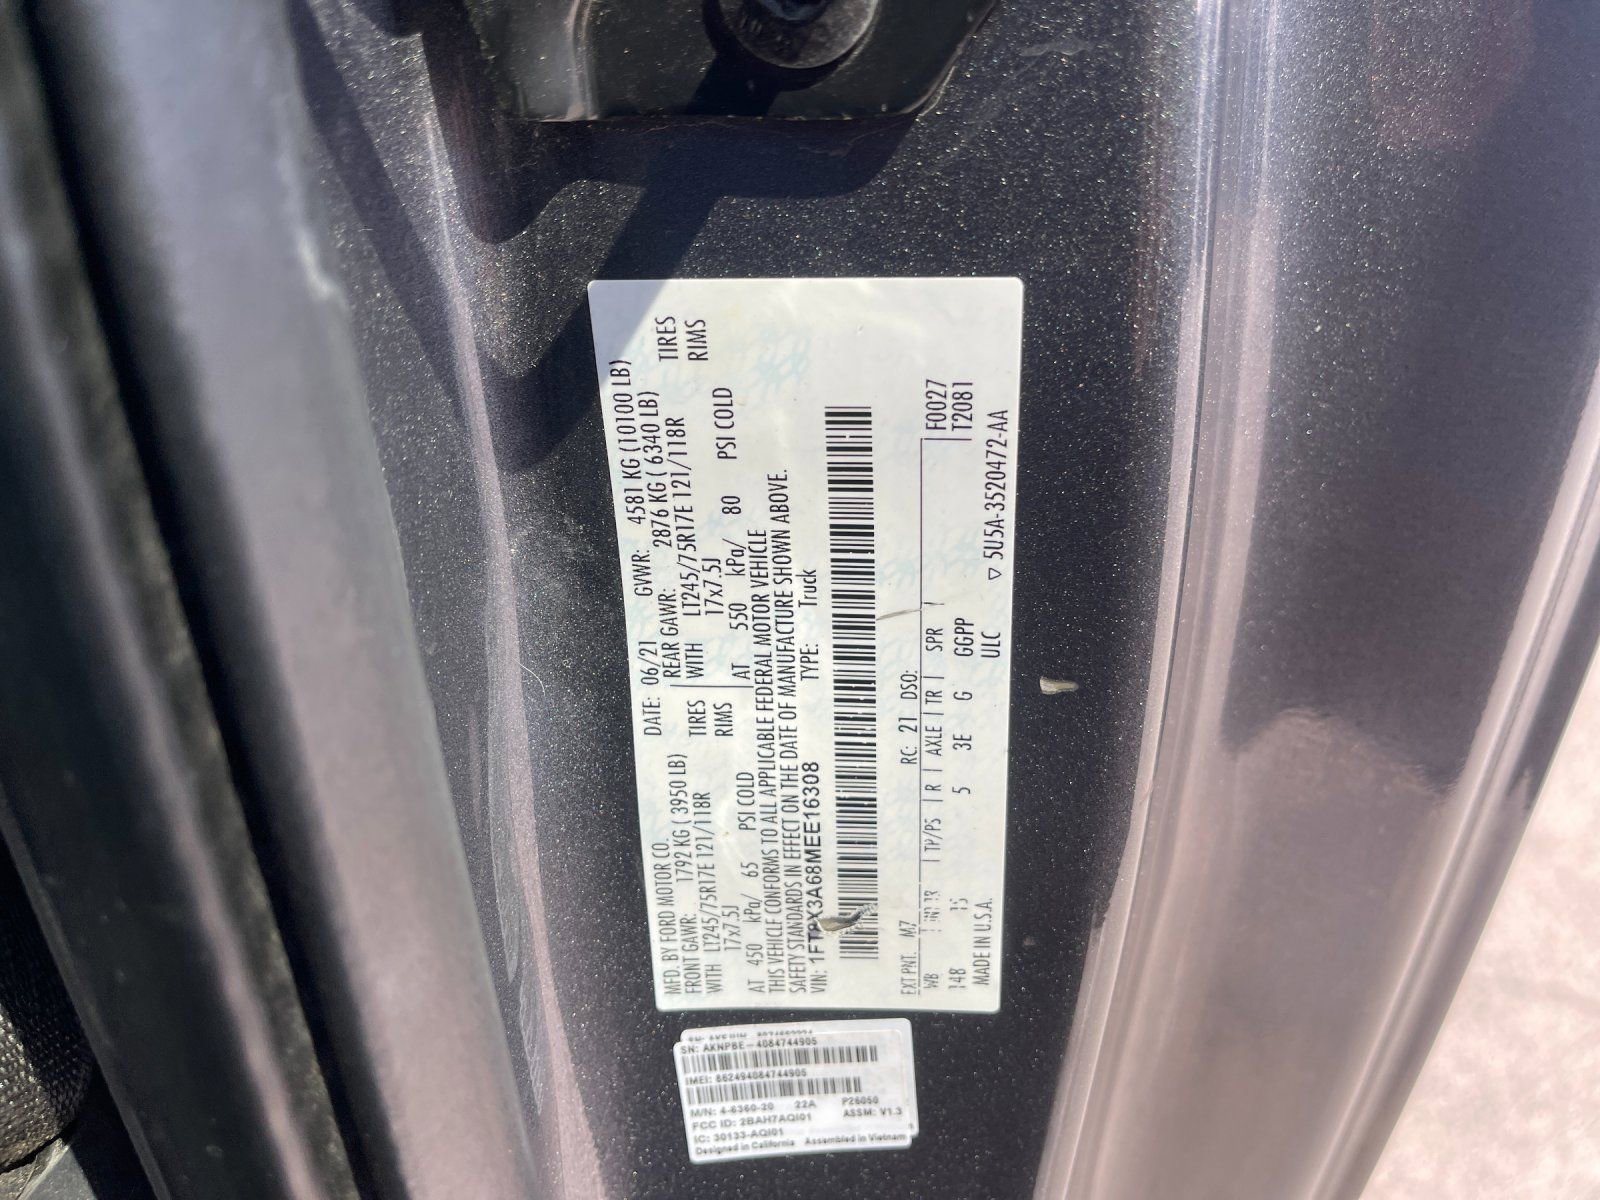 MFD. BY FORD MOTOR CO.
DATE: 06/21 GVWR: 4581 KG (10100 LB)
FRONT GAWR: 1792 KG ( 3950 LB) REAR GAWR: 2876 KG ( 6340 LB)
WITH LT245/75R17E 121/118R TIRES WITH LT245/75R17E 121/118R TIRES
17x7.5J RIMS 17x7.5J RIMS
AT 450 kPa/ 65 PSI COLD AT 550 kPa/ 80 PSI COLD
THIS VEHICLE CONFORMS TO ALL APPLICABLE FEDERAL MOTOR VEHICLE
SAFETY STANDARDS IN EFFECT ON THE DATE OF MANUFACTURE SHOWN ABOVE.
VIN: 1FT8X3A68MEE16308 TYPE: Truck
EXT PNT: M7 RC: 21 DSO:
WB TP/PS R AXLE TR SPR F0027
148 15 5 3E G GGPP T2081
MADE IN U.S.A. ULC
▽ 5U5A-3520472-AA
SN: AKNPBE-4084744905
IMEI: 862494084744905
M/N: 4-6360-20 22A P26050
FCC ID: 2BAH7AQI01 ASSM: V1.3
IC: 30133-AQI01
Designed in California Assembled in Vietnam